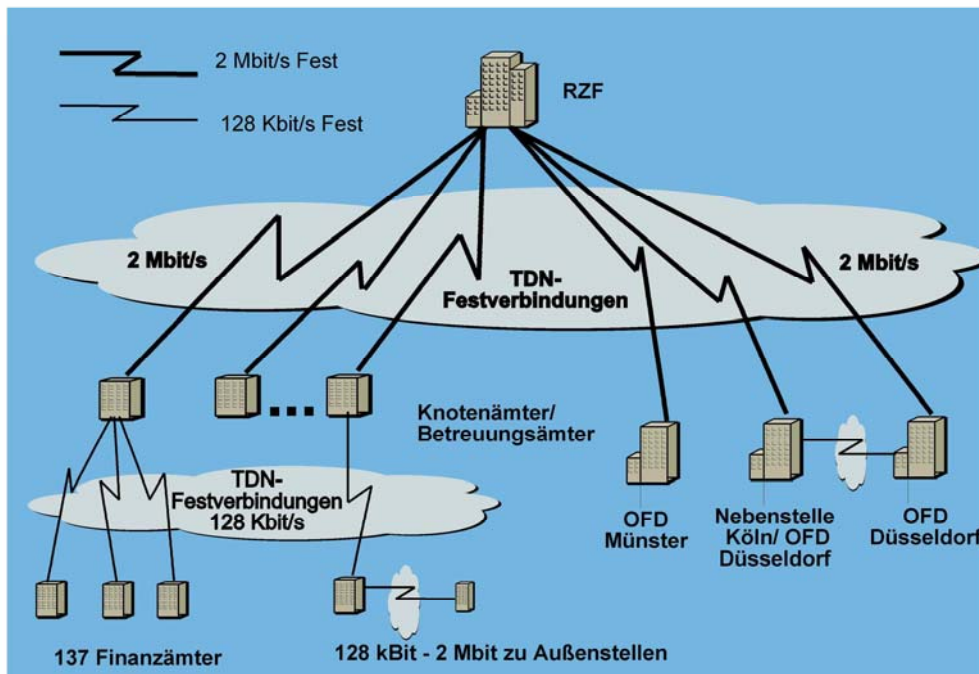 2 Mbit/s Fest
128 Kbit/s Fest
RZF
2 Mbit/s
TDN-
Festverbindungen
2 Mbit/s
Knotenämter/
Betreuungsämter
TDN-
Festverbindungen
128 Kbit/s
OFD
Münster
Nebenstelle
Köln/ OFD
Düsseldorf
OFD
Düsseldorf
137 Finanzämter
128 kBit - 2 Mbit zu Außenstellen